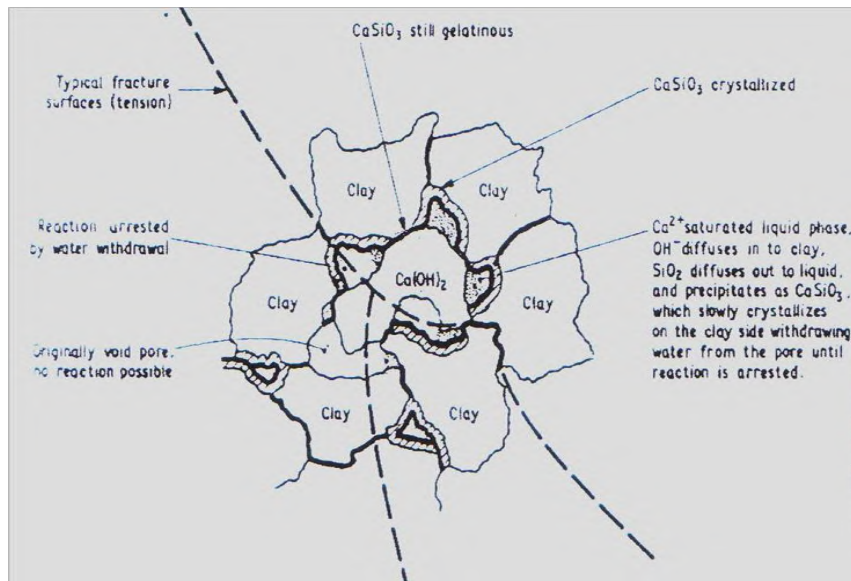 CaSiO₃ still gelatinous
Typical fracture
surfaces (tension)
CaSiO₃ crystallized
Clay
Clay
Reaction arrested
by water withdrawal
Ca²⁺ saturated liquid phase,
OH⁻ diffuses in to clay,
SiO₂ diffuses out to liquid,
and precipitates as CaSiO₃,
which slowly crystallizes
on the clay side withdrawing
water from the pore until
reaction is arrested.
Ca(OH)₂
Clay
Clay
Originally void pore,
no reaction possible
Clay
Clay